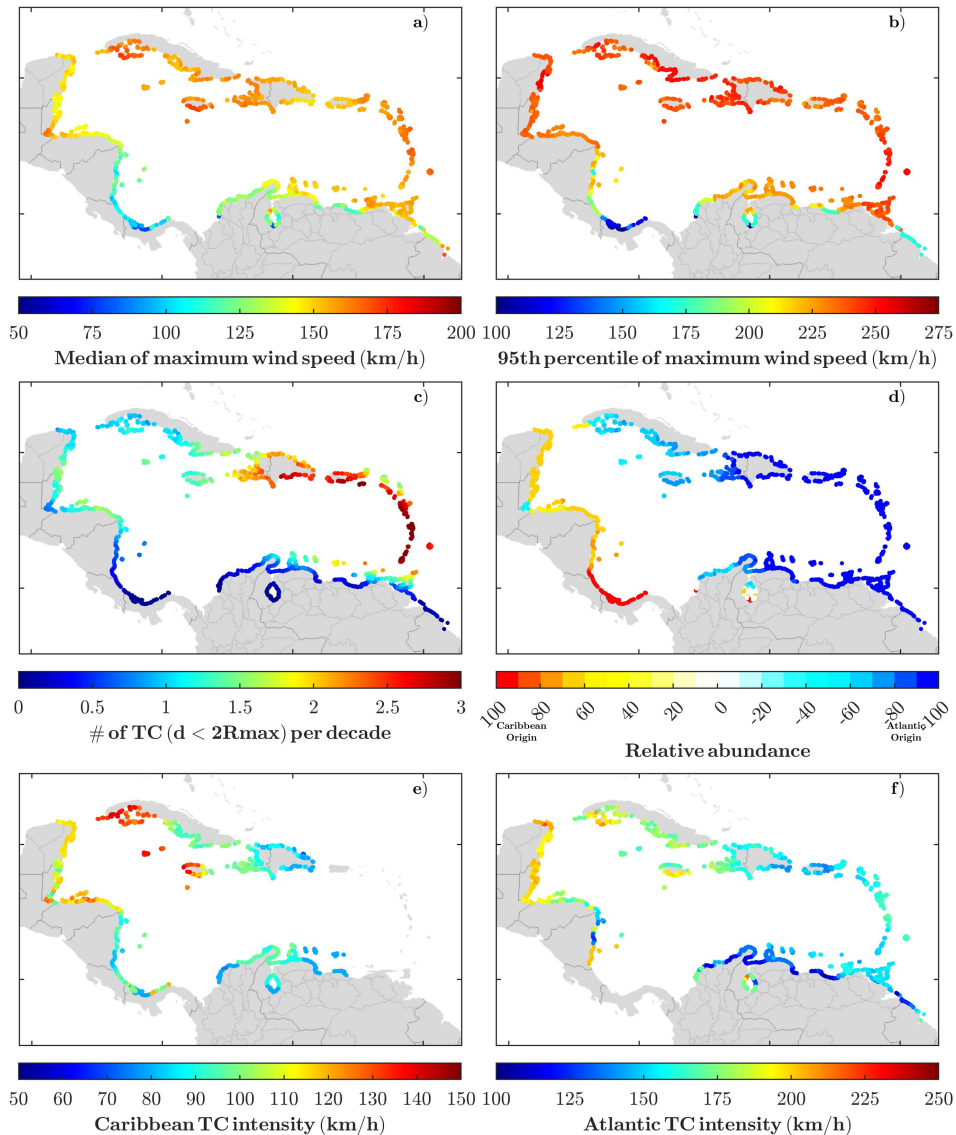 a)
b)
50 75 100 125 150 175 200
Median of maximum wind speed (km/h)
100 125 150 175 200 225 250 275
95th percentile of maximum wind speed (km/h)
c)
d)
0 0.5 1 1.5 2 2.5 3
# of TC (d < 2Rmax) per decade
100 80 60 40 20 0 -20 -40 -60 -80 -100
Caribbean Origin
Atlantic Origin
Relative abundance
e)
f)
50 60 70 80 90 100 110 120 130 140 150
Caribbean TC intensity (km/h)
100 125 150 175 200 225 250
Atlantic TC intensity (km/h)